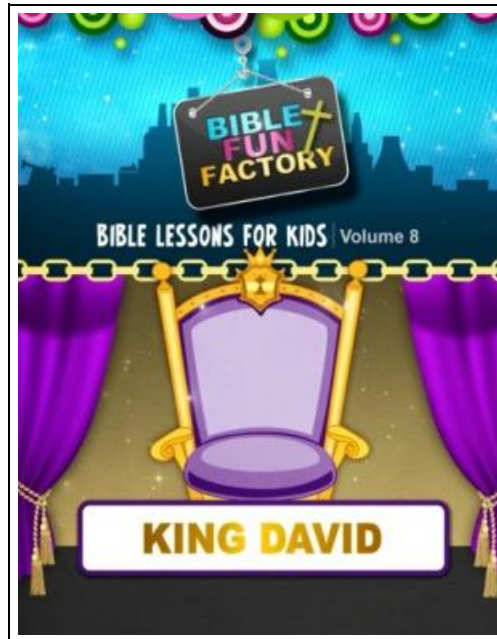 BIBLE
FUN
FACTORY
BIBLE LESSONS FOR KIDS | Volume 8
KING DAVID